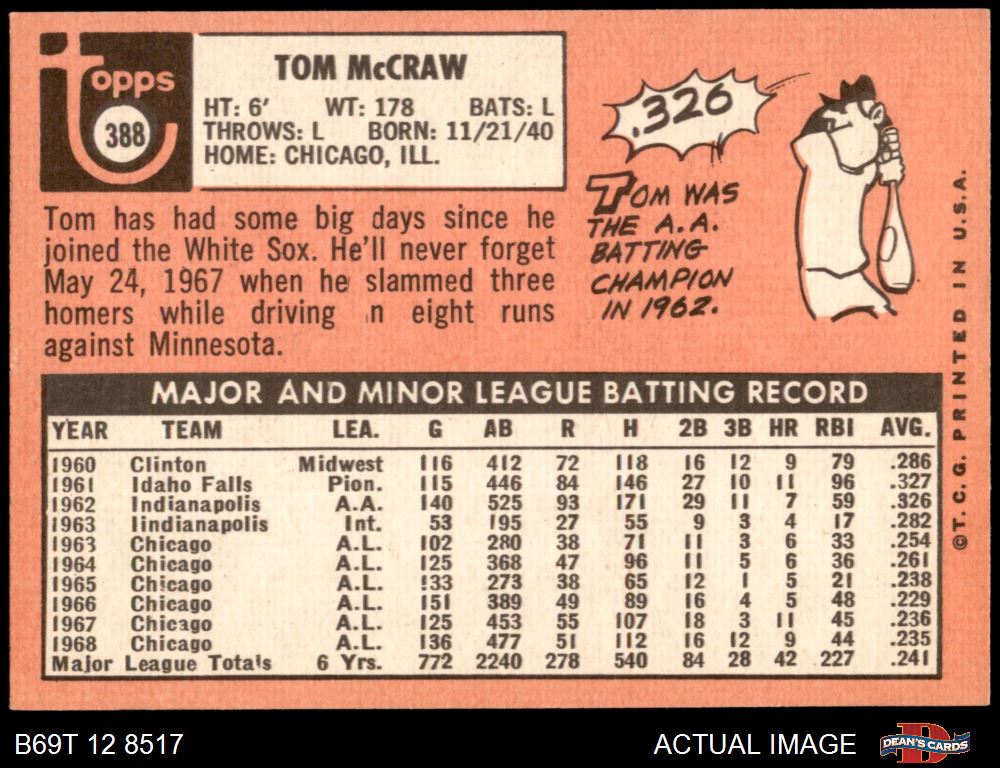 Topps
388
TOM McCRAW
HT: 6' WT: 178 BATS: L
THROWS: L BORN: 11/21/40
HOME: CHICAGO, ILL.
.326
TOM WAS
THE A.A.
BATTING
CHAMPION
IN 1962.
Tom has had some big days since he
joined the White Sox. He'll never forget
May 24, 1967 when he slammed three
homers while driving in eight runs
against Minnesota.
MAJOR AND MINOR LEAGUE BATTING RECORD
YEAR TEAM LEA. G AB R H 2B 3B HR RBI AVG.
1960 Clinton Midwest 116 412 72 118 16 12 9 79 .286
1961 Idaho Falls Pion. 115 446 84 146 27 10 11 96 .327
1962 Indianapolis A.A. 140 525 93 171 29 11 7 59 .326
1963 Iindianapolis Int. 53 195 27 55 9 3 4 17 .282
1963 Chicago A.L. 102 280 38 71 11 3 6 33 .254
1964 Chicago A.L. 125 368 47 96 11 5 6 36 .261
1965 Chicago A.L. 133 273 38 65 12 1 5 21 .238
1966 Chicago A.L. 151 389 49 89 16 4 5 48 .229
1967 Chicago A.L. 125 453 55 107 18 3 11 45 .236
1968 Chicago A.L. 136 477 51 112 16 12 9 44 .235
Major League Totals 6 Yrs. 772 2240 278 540 84 28 42 227 .241
© T. C. G. PRINTED IN U.S.A.
B69T 12 8517
ACTUAL IMAGE
DEAN'S CARDS